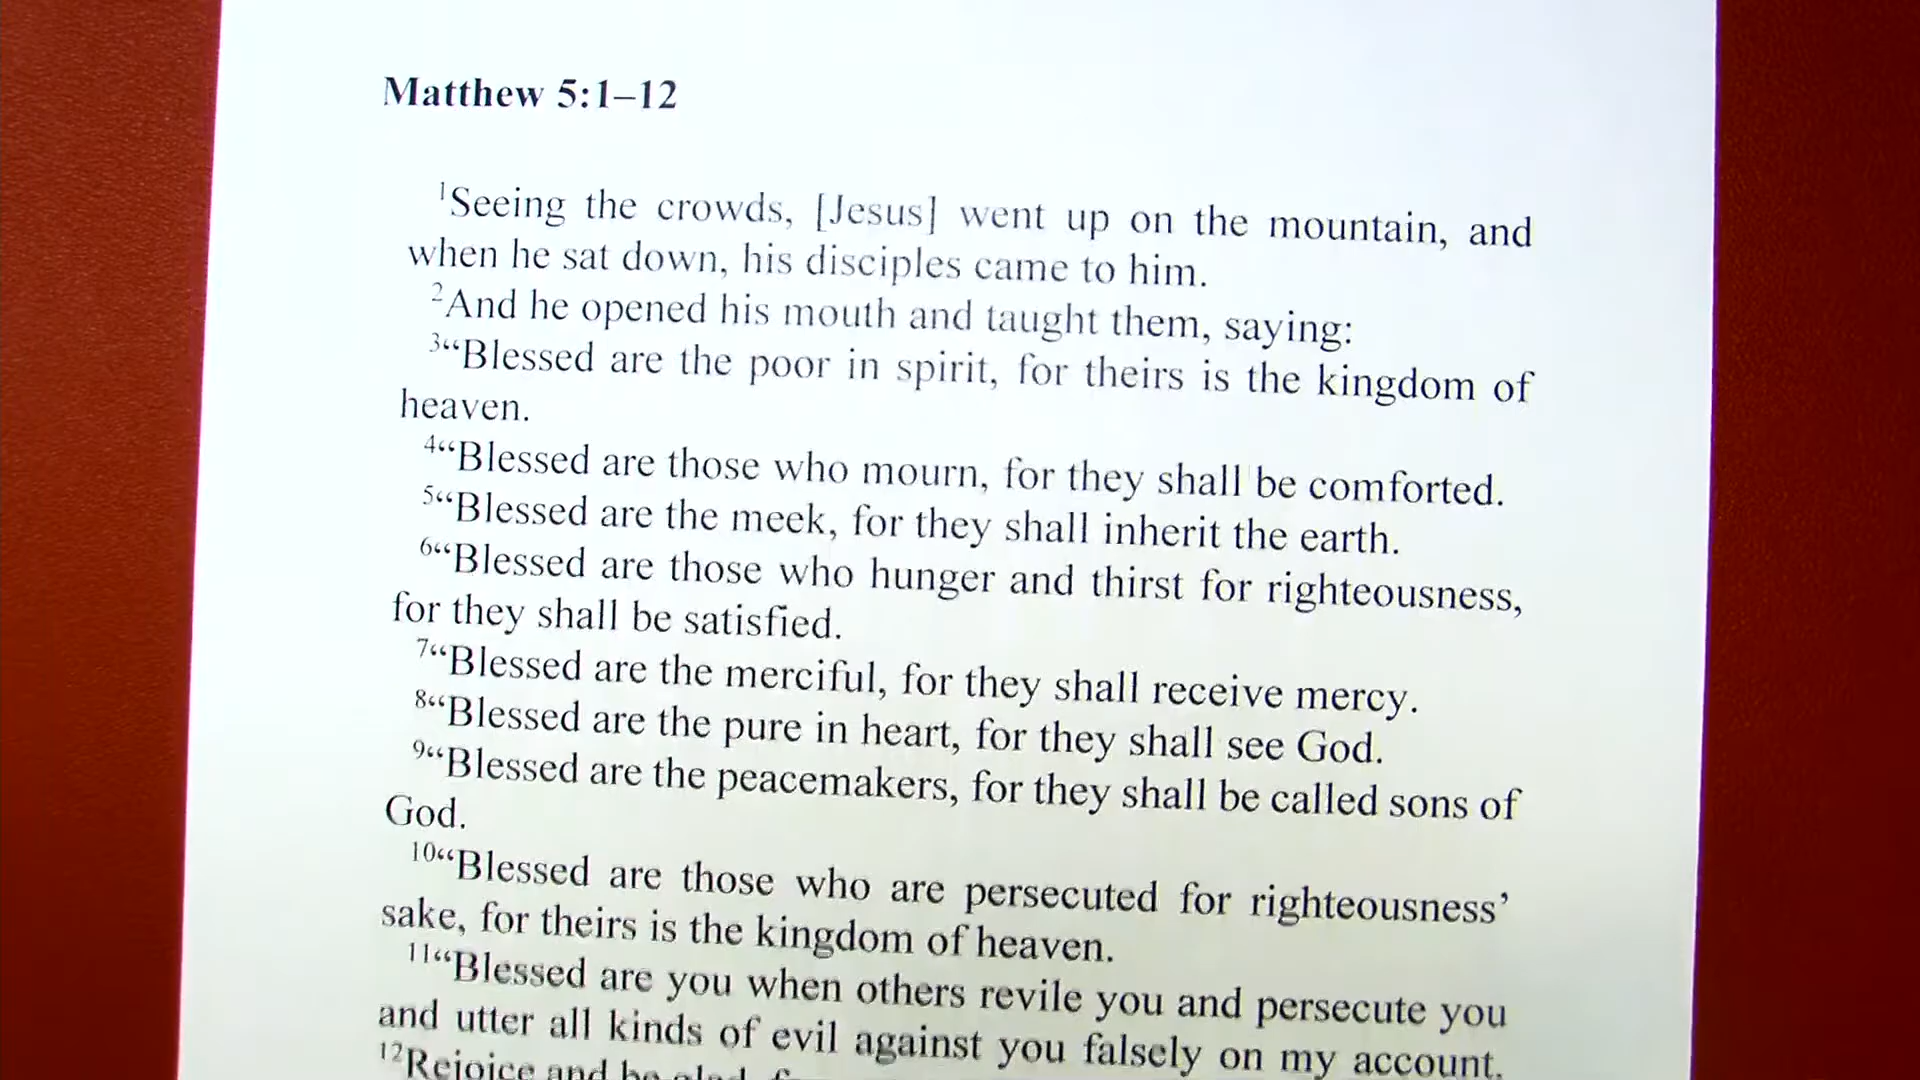 Matthew 5:1–12
¹Seeing the crowds, [Jesus] went up on the mountain, and
when he sat down, his disciples came to him.
²And he opened his mouth and taught them, saying:
³“Blessed are the poor in spirit, for theirs is the kingdom of
heaven.
⁴“Blessed are those who mourn, for they shall be comforted.
⁵“Blessed are the meek, for they shall inherit the earth.
⁶“Blessed are those who hunger and thirst for righteousness,
for they shall be satisfied.
⁷“Blessed are the merciful, for they shall receive mercy.
⁸“Blessed are the pure in heart, for they shall see God.
⁹“Blessed are the peacemakers, for they shall be called sons of
God.
¹⁰“Blessed are those who are persecuted for righteousness’
sake, for theirs is the kingdom of heaven.
¹¹“Blessed are you when others revile you and persecute you
and utter all kinds of evil against you falsely on my account.
¹²Rejoice and be glad, f